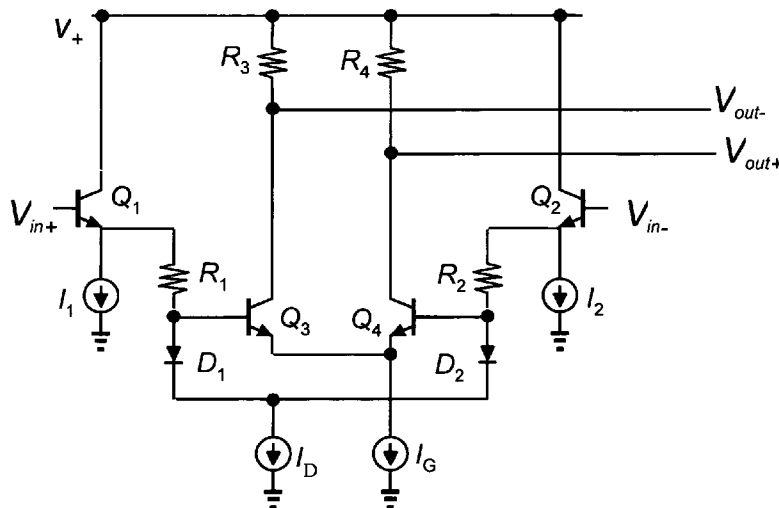 V+
R3
R4
Vout-
Vout+
Q1
Q2
Vin+
Vin-
R1
R2
I1
I2
Q3
Q4
D1
D2
ID
IG